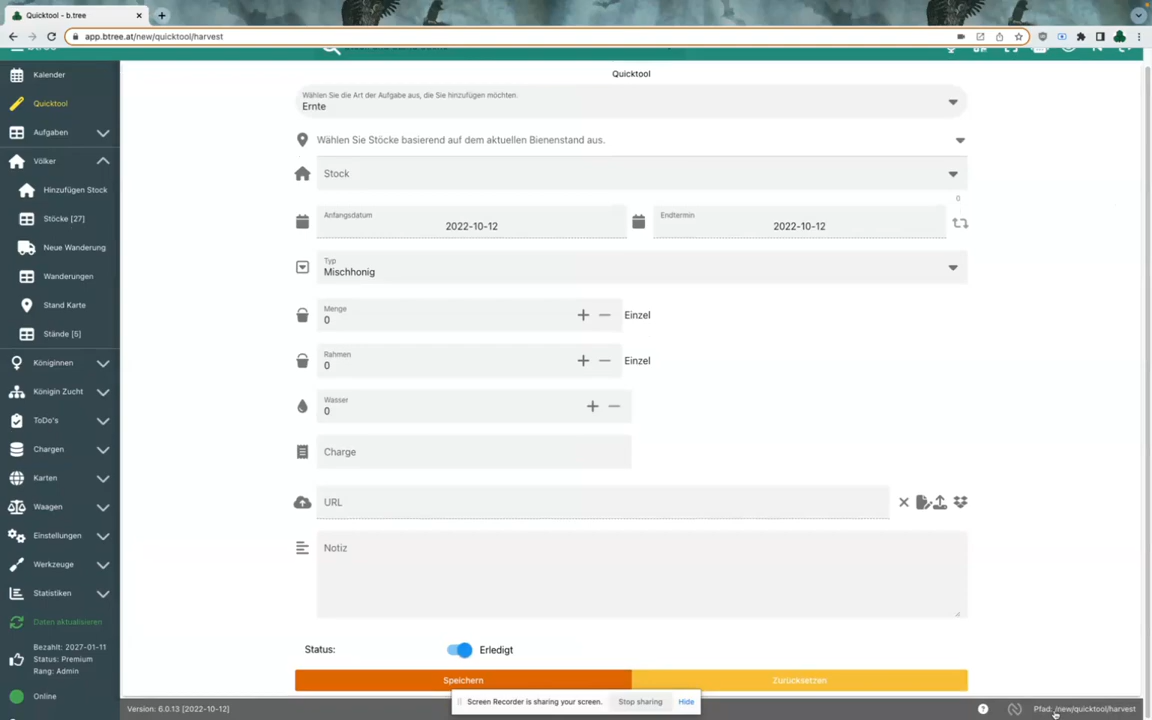 Quicktool - b.tree
app.btree.at/new/quicktool/harvest
Kalender
Quicktool
Aufgaben
Völker
Hinzufügen Stock
Stöcke [27]
Neue Wanderung
Wanderungen
Stand Karte
Stände [5]
Königinnen
Königin Zucht
ToDo's
Chargen
Karten
Waagen
Einstellungen
Werkzeuge
Statistiken
Daten aktualisieren
Bezahlt: 2027-01-11
Status: Premium
Rang: Admin
Online
Quicktool
Wählen Sie die Art der Aufgabe aus, die Sie hinzufügen möchten.
Ernte
Wählen Sie Stöcke basierend auf dem aktuellen Bienenstand aus.
Stock
0
Anfangsdatum
2022-10-12
Endtermin
2022-10-12
Typ
Mischhonig
Menge
0
Einzel
Rahmen
0
Einzel
Wasser
0
Charge
URL
Notiz
Status:
Erledigt
Speichern
Zurücksetzen
Screen Recorder is sharing your screen.
Stop sharing
Hide
Version: 6.0.13 [2022-10-12]
Pfad: /new/quicktool/harvest